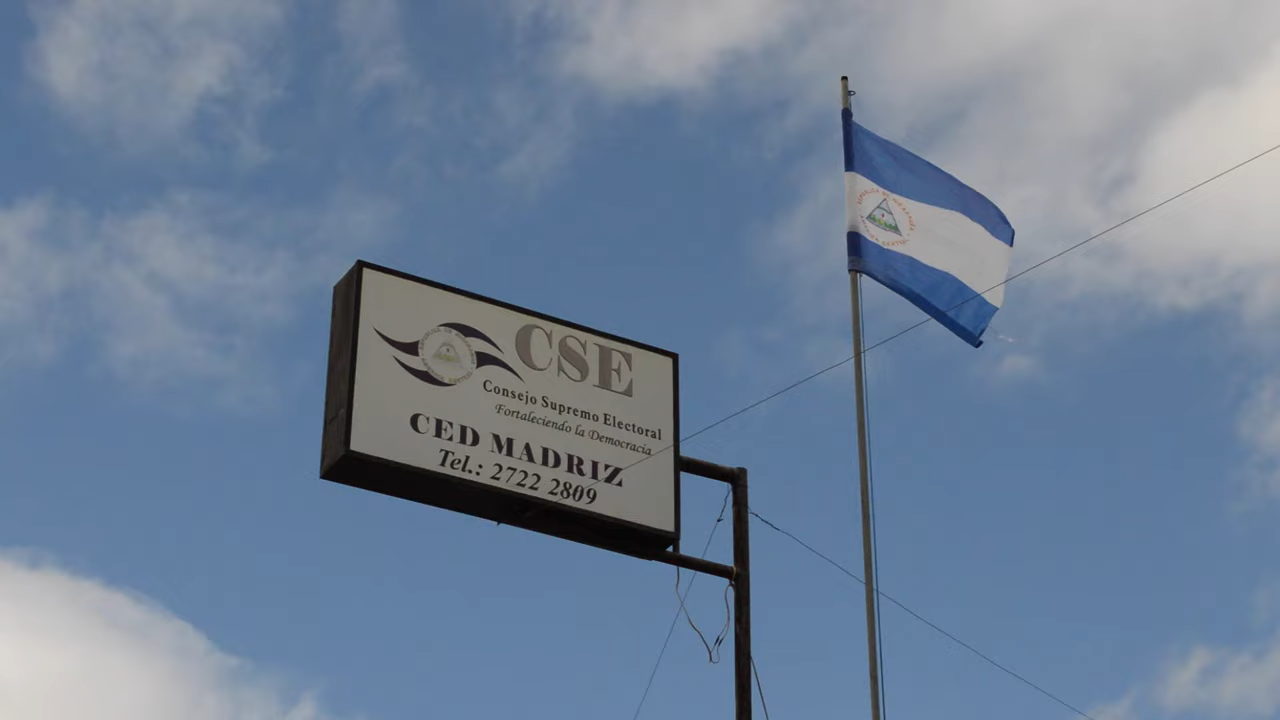 CSE
Consejo Supremo Electoral
Fortaleciendo la Democracia
CED MADRIZ
Tel.: 2722 2809